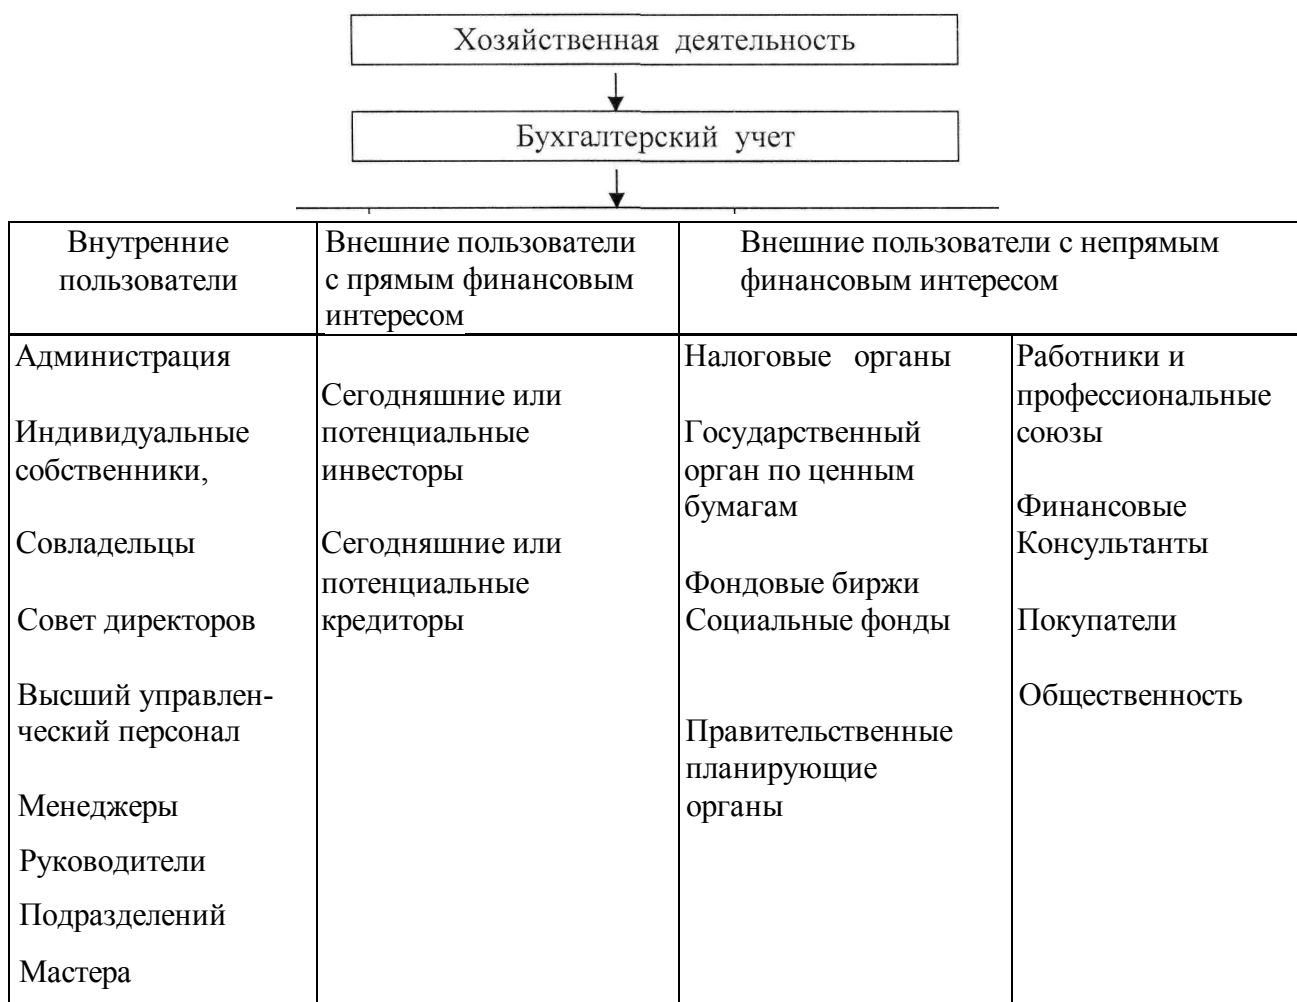 Хозяйственная деятельность
Бухгалтерский учет
Внутренние
пользователи
Внешние пользователи
с прямым финансовым
интересом
Внешние пользователи с непрямым
финансовым интересом
Администрация
Индивидуальные
собственники,
Совладельцы
Совет директоров
Высший управлен-
ческий персонал
Менеджеры
Руководители
Подразделений
Мастера
Сегодняшние или
потенциальные
инвесторы
Сегодняшние или
потенциальные
кредиторы
Налоговые органы
Государственный
орган по ценным
бумагам
Фондовые биржи
Социальные фонды
Правительственные
планирующие
органы
Работники и
профессиональные
союзы
Финансовые
Консультанты
Покупатели
Общественность